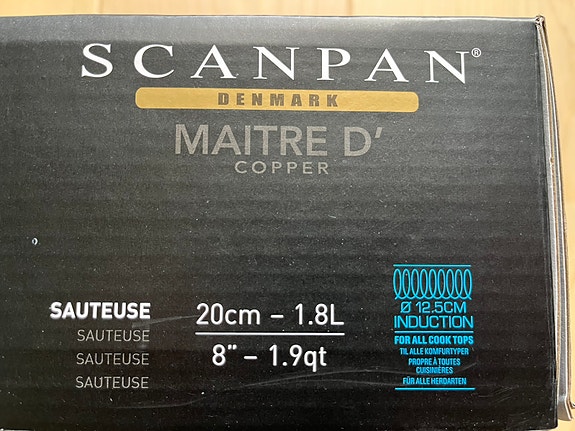 SCANPAN®
DENMARK
MAITRE D'
COPPER
SAUTEUSE
SAUTEUSE
SAUTEUSE
SAUTEUSE
20cm – 1.8L
8" – 1.9qt
Ø 12.5CM
INDUCTION
FOR ALL COOK TOPS
TIL ALLE KOMFURTYPER
PROPRE À TOUTES
CUISINIÈRES
FÜR ALLE HERDARTEN